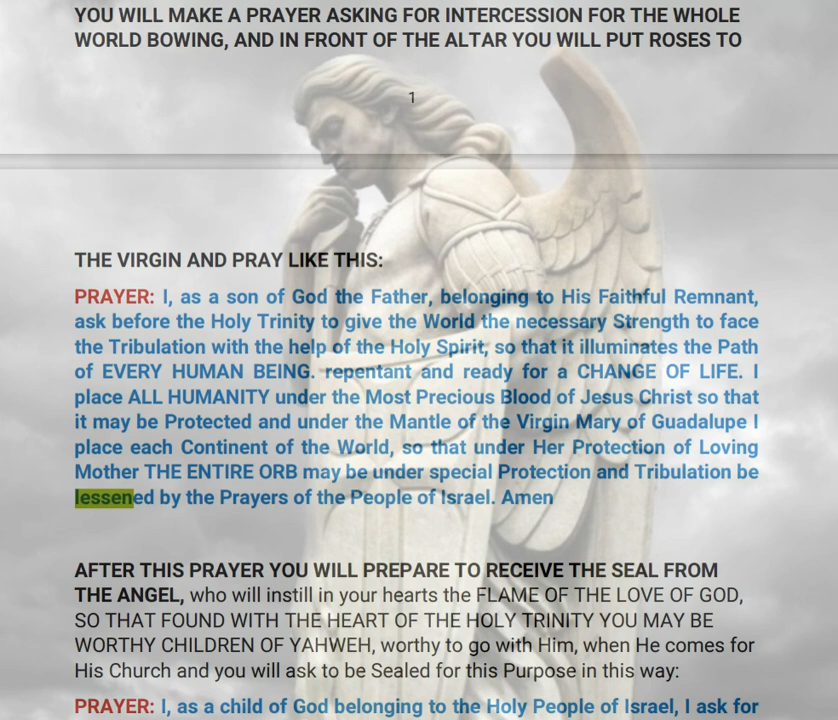 YOU WILL MAKE A PRAYER ASKING FOR INTERCESSION FOR THE WHOLE
WORLD BOWING, AND IN FRONT OF THE ALTAR YOU WILL PUT ROSES TO
1
THE VIRGIN AND PRAY LIKE THIS:
PRAYER: I, as a son of God the Father, belonging to His Faithful Remnant,
ask before the Holy Trinity to give the World the necessary Strength to face
the Tribulation with the help of the Holy Spirit, so that it illuminates the Path
of EVERY HUMAN BEING. repentant and ready for a CHANGE OF LIFE. I
place ALL HUMANITY under the Most Precious Blood of Jesus Christ so that
it may be Protected and under the Mantle of the Virgin Mary of Guadalupe I
place each Continent of the World, so that under Her Protection of Loving
Mother THE ENTIRE ORB may be under special Protection and Tribulation be
lessened by the Prayers of the People of Israel. Amen
AFTER THIS PRAYER YOU WILL PREPARE TO RECEIVE THE SEAL FROM
THE ANGEL, who will instill in your hearts the FLAME OF THE LOVE OF GOD,
SO THAT FOUND WITH THE HEART OF THE HOLY TRINITY YOU MAY BE
WORTHY CHILDREN OF YAHWEH, worthy to go with Him, when He comes for
His Church and you will ask to be Sealed for this Purpose in this way:
PRAYER: I, as a child of God belonging to the Holy People of Israel, I ask for